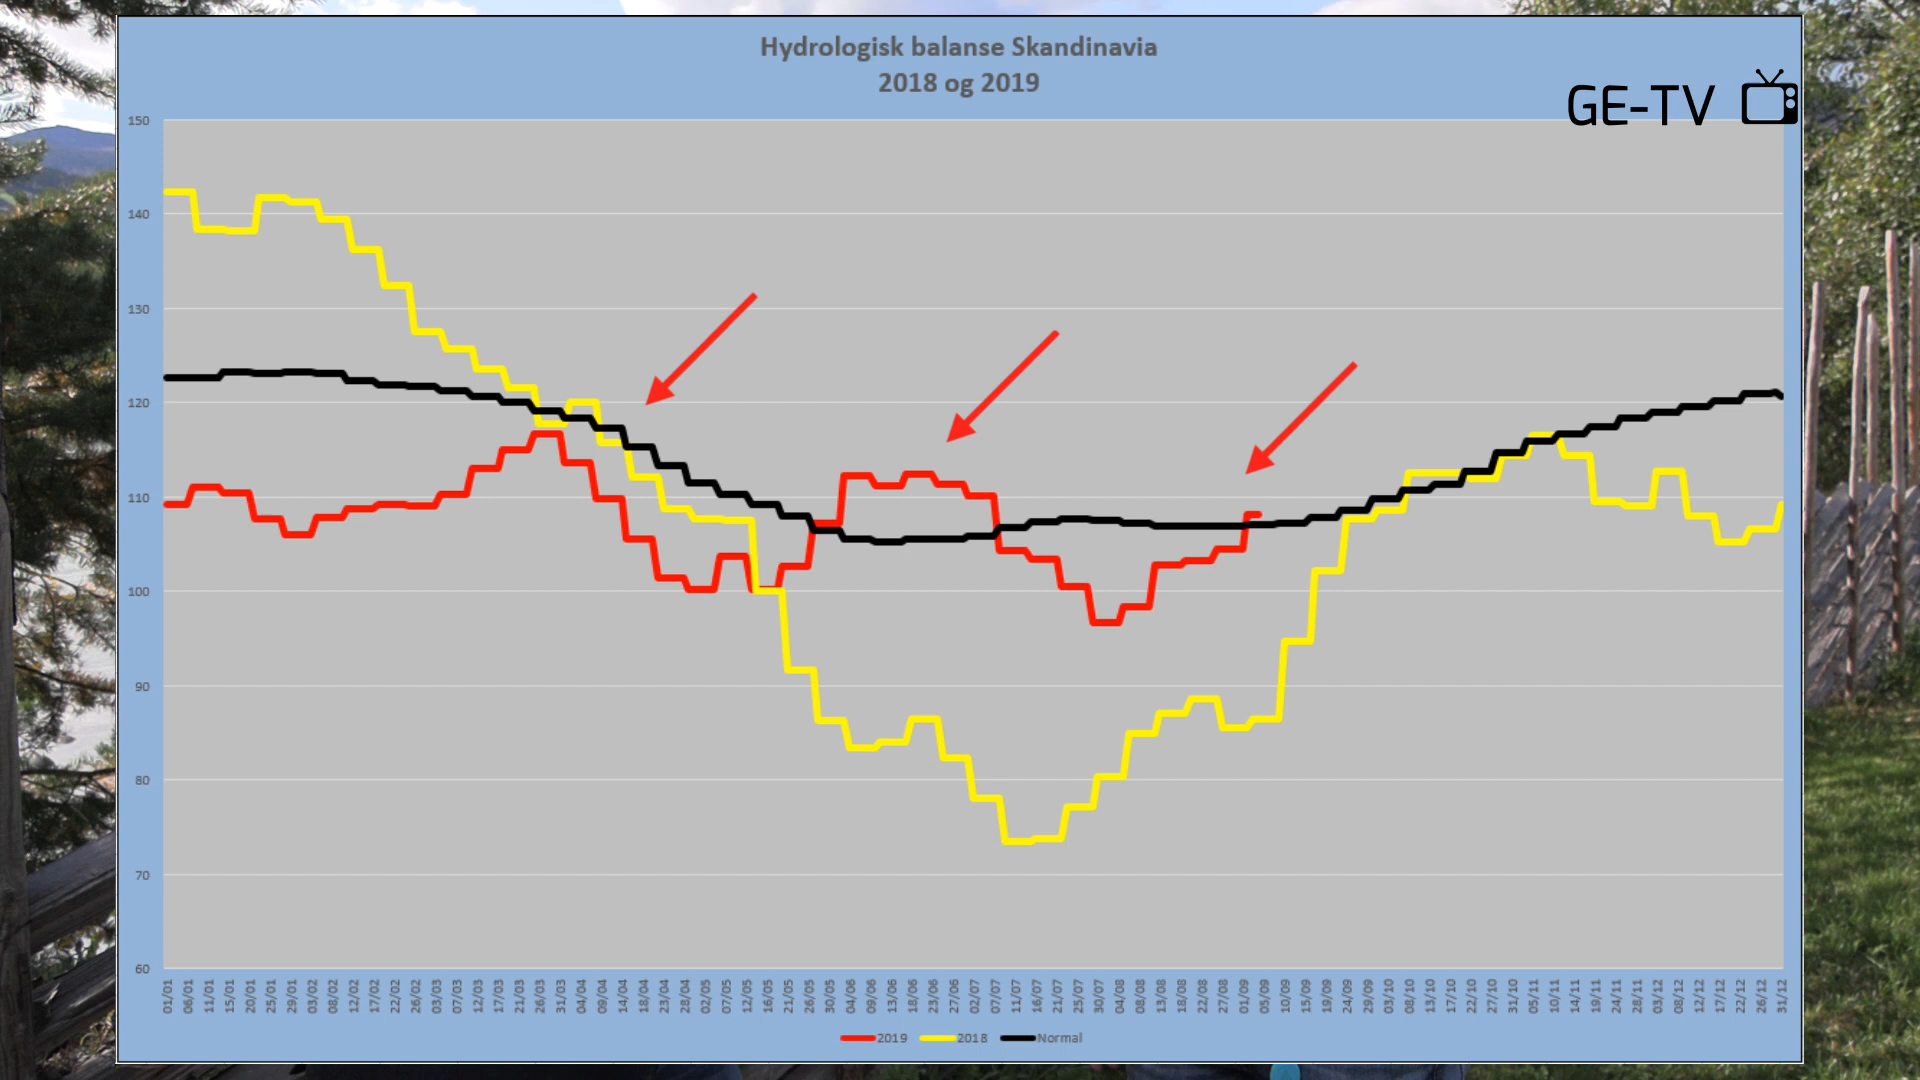 Hydrologisk balanse Skandinavia
2018 og 2019
GE-TV
150
140
130
120
110
100
90
80
70
60
01/01 06/01 11/01 15/01 20/01 25/01 29/01 03/02 08/02 12/02 17/02 22/02 26/02 03/03 07/03 12/03 17/03 21/03 26/03 31/03 04/04 09/04 14/04 18/04 23/04 28/04 02/05 07/05 12/05 16/05 21/05 26/05 30/05 04/06 09/06 14/06 18/06 23/06 27/06 02/07 07/07 11/07 16/07 21/07 25/07 30/07 04/08 08/08 13/08 18/08 22/08 27/08 01/09 05/09 10/09 15/09 19/09 24/09 29/09 03/10 08/10 13/10 17/10 22/10 27/10 31/10 05/11 10/11 14/11 19/11 24/11 28/11 03/12 08/12 12/12 17/12 22/12 26/12 31/12
2019 2018 Normal